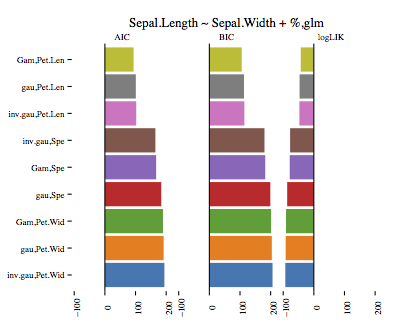 Sepal.Length ~ Sepal.Width + %,glm
AIC BIC logLIK
Gam,Pet.Len
gau,Pet.Len
inv.gau,Pet.Len
inv.gau,Spe
Gam,Spe
gau,Spe
Gam,Pet.Wid
gau,Pet.Wid
inv.gau,Pet.Wid
-100 0 100 200 -100 0 100 200 -100 0 100 200